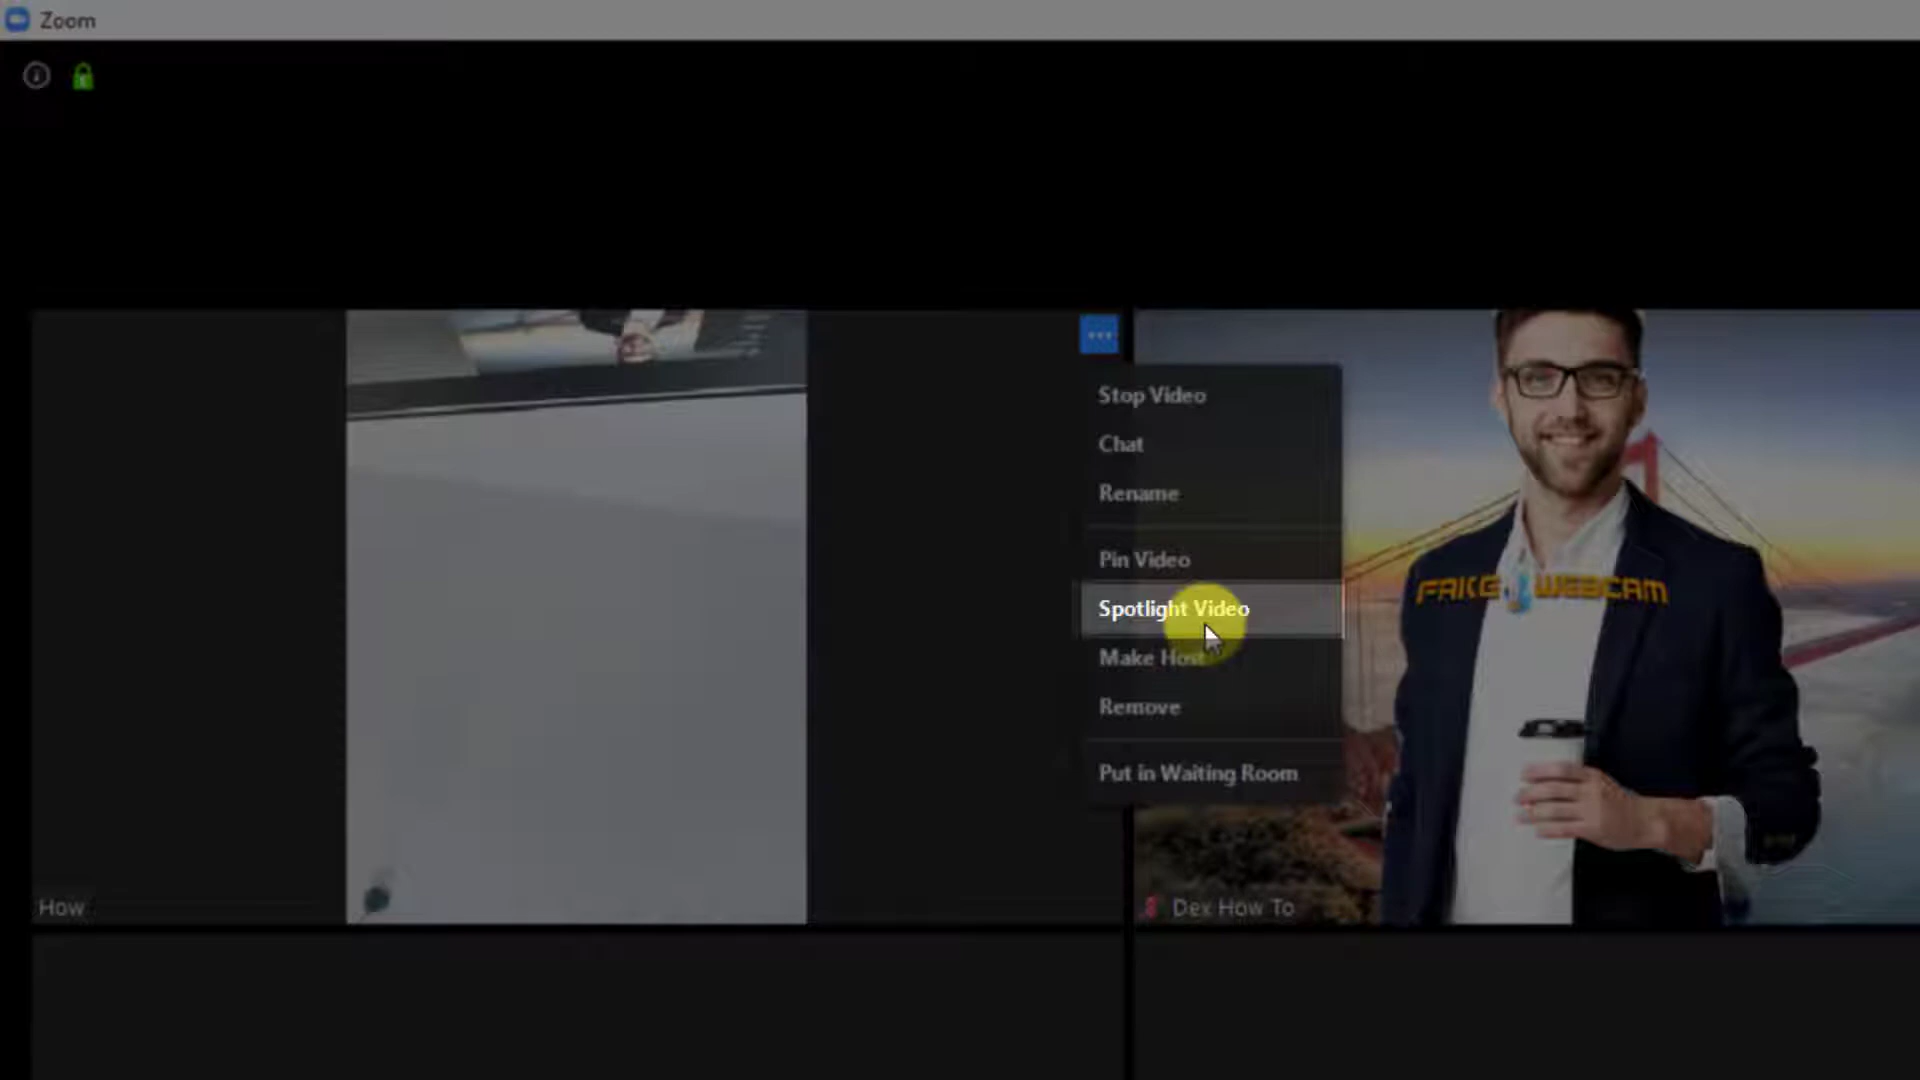 Zoom
Stop Video
Chat
Rename
Pin Video
Spotlight Video
Make Host
Remove
Put in Waiting Room
FAKE WEBCAM
How
Dex How To